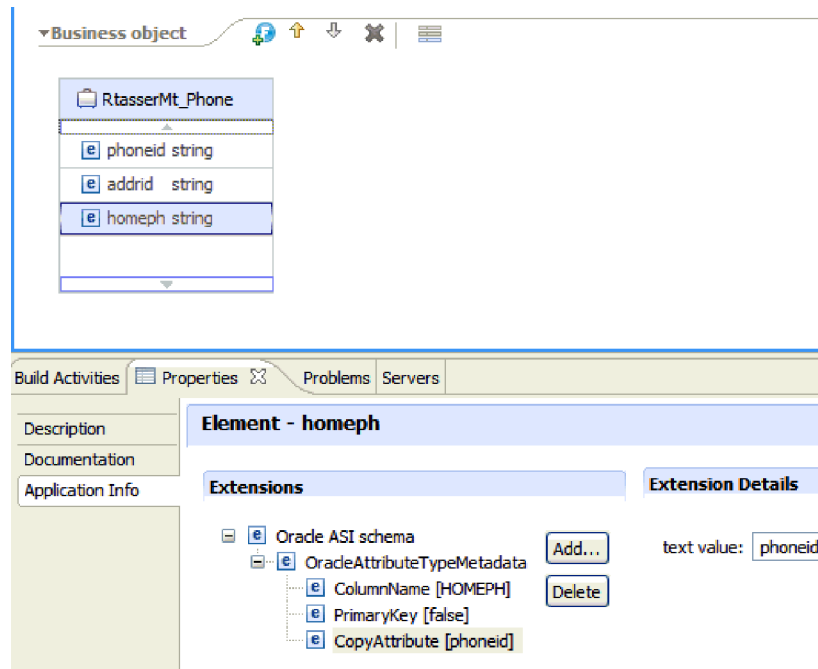 Business object
RtasserMt_Phone
phoneid string
addrid string
homeph string
Build Activities Properties Problems Servers
Description
Documentation
Application Info
Element - homeph
Extensions
Extension Details
Oracle ASI schema
OracleAttributeTypeMetadata
ColumnName [HOMEPH]
PrimaryKey [false]
CopyAttribute [phoneid]
Add...
Delete
text value: phoneid